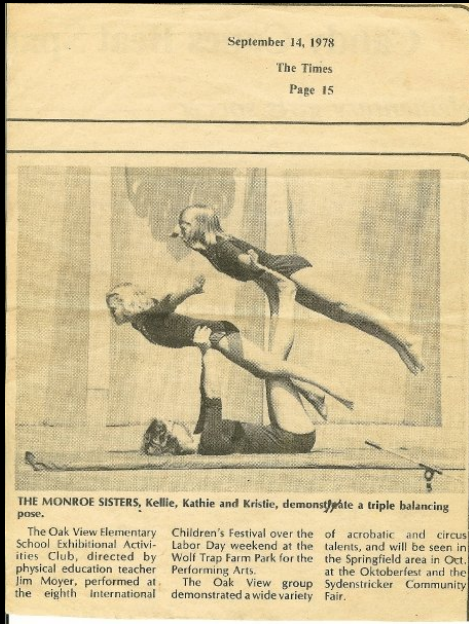 September 14, 1978
The Times
Page 15
THE MONROE SISTERS, Kellie, Kathie and Kristie, demonstrate a triple balancing
pose.
The Oak View Elementary
School Exhibitional Activi-
ities Club, directed by
physical education teacher
Jim Moyer, performed at
the eighth International
Children's Festival over the
Labor Day weekend at the
Wolf Trap Farm Park for the
Performing Arts.
The Oak View group
demonstrated a wide variety
of acrobatic and circus
talents, and will be seen in
the Springfield area in Oct.
at the Oktoberfest and the
Sydenstricker Community
Fair.